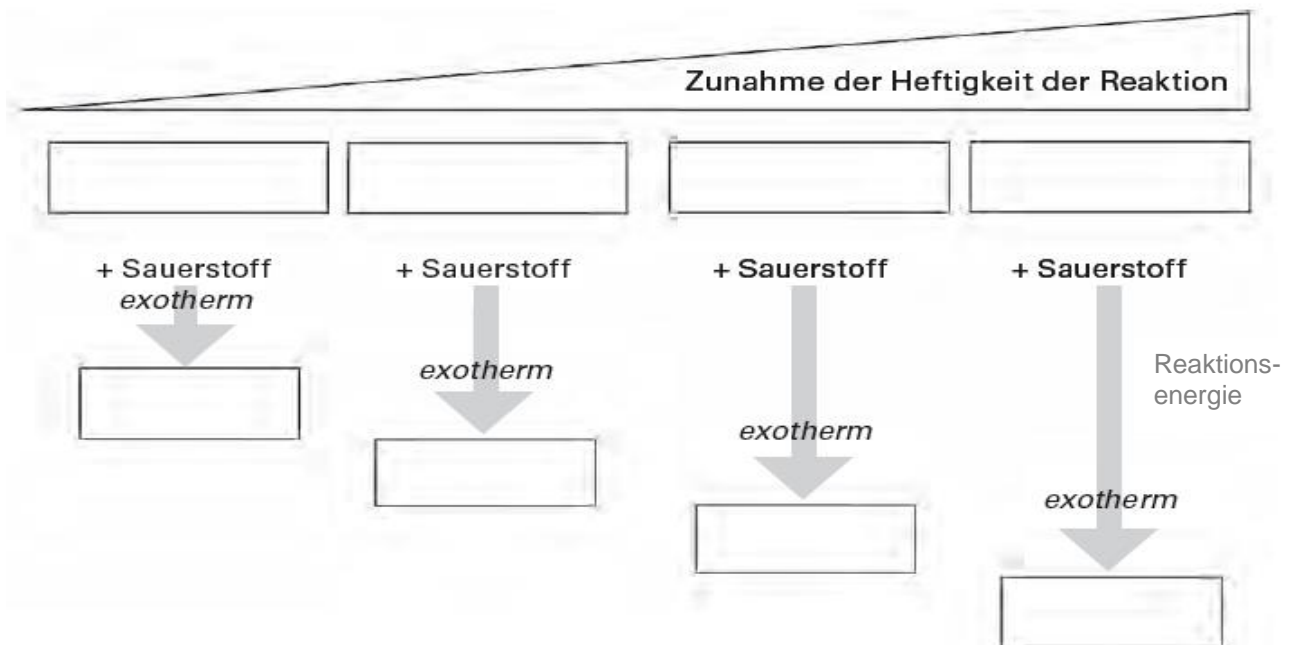 Zunahme der Heftigkeit der Reaktion
+ Sauerstoff
exotherm
+ Sauerstoff
exotherm
+ Sauerstoff
exotherm
+ Sauerstoff
Reaktions-
energie
exotherm